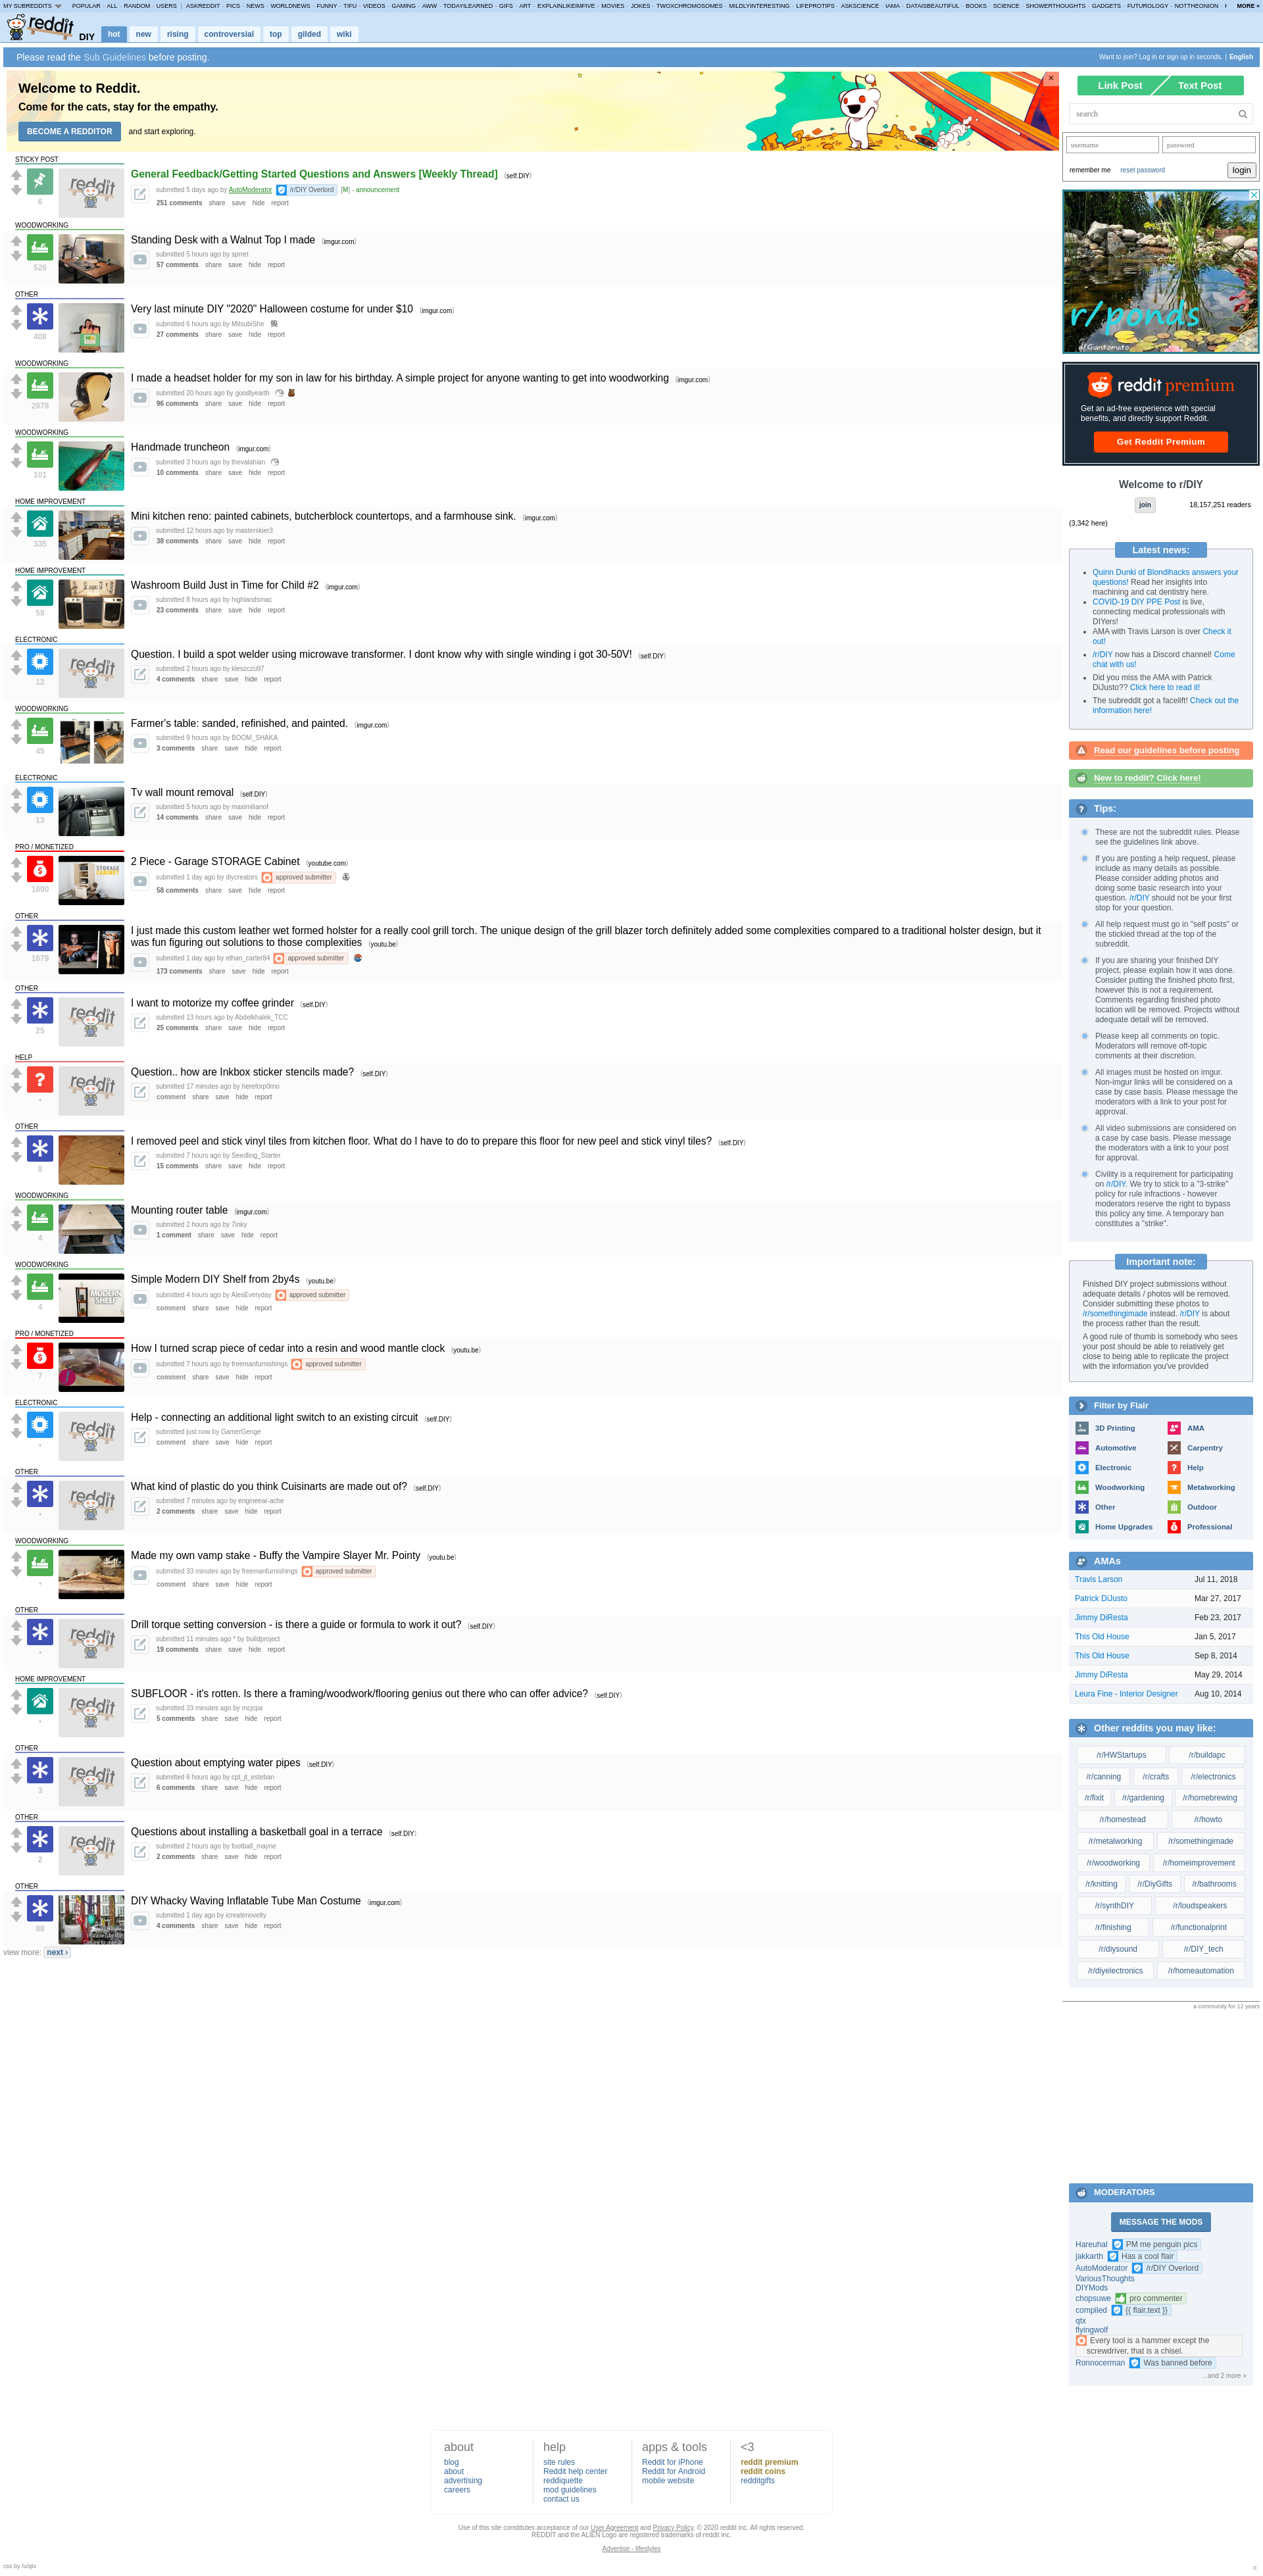 MY SUBREDDITS POPULAR - ALL - RANDOM - USERS | ASKREDDIT - PICS - NEWS - WORLDNEWS - FUNNY - TIFU - VIDEOS - GAMING - AWW - TODAYILEARNED - GIFS - ART - EXPLAINLIKEIMFIVE - MOVIES - JOKES - TWOXCHROMOSOMES - MILDLYINTERESTING - LIFEPROTIPS - ASKSCIENCE - IAMA - DATAISBEAUTIFUL - BOOKS - SCIENCE - SHOWERTHOUGHTS - GADGETS - FUTUROLOGY - NOTTHEONION - MORE »
reddit DIY hot new rising controversial top gilded wiki
Please read the Sub Guidelines before posting.
Want to join? Log in or sign up in seconds. | English
Welcome to Reddit.
Come for the cats, stay for the empathy.
BECOME A REDDITOR and start exploring.
STICKY POST
General Feedback/Getting Started Questions and Answers [Weekly Thread] (self.DIY)
6
submitted 5 days ago by AutoModerator /r/DIY Overlord [M] - announcement
251 comments share save hide report
WOODWORKING
Standing Desk with a Walnut Top I made (imgur.com)
526
submitted 5 hours ago by sprret
57 comments share save hide report
OTHER
Very last minute DIY "2020" Halloween costume for under $10 (imgur.com)
408
submitted 6 hours ago by MitsubiShe
27 comments share save hide report
WOODWORKING
I made a headset holder for my son in law for his birthday. A simple project for anyone wanting to get into woodworking (imgur.com)
2978
submitted 20 hours ago by goodlyearth
96 comments share save hide report
WOODWORKING
Handmade truncheon (imgur.com)
101
submitted 3 hours ago by thevalahian
10 comments share save hide report
HOME IMPROVEMENT
Mini kitchen reno: painted cabinets, butcherblock countertops, and a farmhouse sink. (imgur.com)
335
submitted 12 hours ago by masterskier3
38 comments share save hide report
HOME IMPROVEMENT
Washroom Build Just in Time for Child #2 (imgur.com)
58
submitted 8 hours ago by highlandsmac
23 comments share save hide report
ELECTRONIC
Question. I build a spot welder using microwave transformer. I dont know why with single winding i got 30-50V! (self.DIY)
12
submitted 2 hours ago by kleszczu97
4 comments share save hide report
WOODWORKING
Farmer's table: sanded, refinished, and painted. (imgur.com)
45
submitted 9 hours ago by BOOM_SHAKA
3 comments share save hide report
ELECTRONIC
Tv wall mount removal (self.DIY)
13
submitted 5 hours ago by maximilianof
14 comments share save hide report
PRO / MONETIZED
2 Piece - Garage STORAGE Cabinet (youtube.com)
STORAGE CABINET
1890
submitted 1 day ago by diycreators approved submitter
58 comments share save hide report
OTHER
I just made this custom leather wet formed holster for a really cool grill torch. The unique design of the grill blazer torch definitely added some complexities compared to a traditional holster design, but it
was fun figuring out solutions to those complexities (youtu.be)
1679
submitted 1 day ago by ethan_carter84 approved submitter
173 comments share save hide report
OTHER
I want to motorize my coffee grinder (self.DIY)
25
submitted 13 hours ago by Abdelkhalek_TCC
25 comments share save hide report
HELP
Question.. how are Inkbox sticker stencils made? (self.DIY)
•
submitted 17 minutes ago by hereforp0rno
comment share save hide report
OTHER
I removed peel and stick vinyl tiles from kitchen floor. What do I have to do to prepare this floor for new peel and stick vinyl tiles? (self.DIY)
8
submitted 7 hours ago by Seedling_Starter
15 comments share save hide report
WOODWORKING
Mounting router table (imgur.com)
4
submitted 2 hours ago by 7inky
1 comment share save hide report
WOODWORKING
Simple Modern DIY Shelf from 2by4s (youtu.be)
MODERN SHELF
4
submitted 4 hours ago by AlesEveryday approved submitter
comment share save hide report
PRO / MONETIZED
How I turned scrap piece of cedar into a resin and wood mantle clock (youtu.be)
7
submitted 7 hours ago by freemanfurnishings approved submitter
comment share save hide report
ELECTRONIC
Help - connecting an additional light switch to an existing circuit (self.DIY)
•
submitted just now by GamerGenge
comment share save hide report
OTHER
What kind of plastic do you think Cuisinarts are made out of? (self.DIY)
•
submitted 7 minutes ago by engineear-ache
2 comments share save hide report
WOODWORKING
Made my own vamp stake - Buffy the Vampire Slayer Mr. Pointy (youtu.be)
•
submitted 33 minutes ago by freemanfurnishings approved submitter
comment share save hide report
OTHER
Drill torque setting conversion - is there a guide or formula to work it out? (self.DIY)
•
submitted 11 minutes ago * by buildproject
19 comments share save hide report
HOME IMPROVEMENT
SUBFLOOR - it's rotten. Is there a framing/woodwork/flooring genius out there who can offer advice? (self.DIY)
•
submitted 33 minutes ago by mcjcpa
5 comments share save hide report
OTHER
Question about emptying water pipes (self.DIY)
3
submitted 6 hours ago by cpt_jt_esteban
6 comments share save hide report
OTHER
Questions about installing a basketball goal in a terrace (self.DIY)
2
submitted 2 hours ago by football_mayne
2 comments share save hide report
OTHER
DIY Whacky Waving Inflatable Tube Man Costume (imgur.com)
88
submitted 1 day ago by icreatenovelty
4 comments share save hide report
view more: next ›
Link Post Text Post
search
username password
remember me reset password login
r/ponds
u/Giantomato
reddit premium
Get an ad-free experience with special
benefits, and directly support Reddit.
Get Reddit Premium
Welcome to r/DIY
join 18,157,251 readers
(3,342 here)
Latest news:
Quinn Dunki of Blondihacks answers your
questions! Read her insights into
machining and cat dentistry here.
COVID-19 DIY PPE Post is live,
connecting medical professionals with
DIYers!
AMA with Travis Larson is over Check it
out!
/r/DIY now has a Discord channel! Come
chat with us!
Did you miss the AMA with Patrick
DiJusto?? Click here to read it!
The subreddit got a facelift! Check out the
information here!
Read our guidelines before posting
New to reddit? Click here!
Tips:
These are not the subreddit rules. Please
see the guidelines link above.
If you are posting a help request, please
include as many details as possible.
Please consider adding photos and
doing some basic research into your
question. /r/DIY should not be your first
stop for your question.
All help request must go in "self posts" or
the stickied thread at the top of the
subreddit.
If you are sharing your finished DIY
project, please explain how it was done.
Consider putting the finished photo first,
however this is not a requirement.
Comments regarding finished photo
location will be removed. Projects without
adequate detail will be removed.
Please keep all comments on topic.
Moderators will remove off-topic
comments at their discretion.
All images must be hosted on imgur.
Non-imgur links will be considered on a
case by case basis. Please message the
moderators with a link to your post for
approval.
All video submissions are considered on
a case by case basis. Please message
the moderators with a link to your post
for approval.
Civility is a requirement for participating
on /r/DIY. We try to stick to a "3-strike"
policy for rule infractions - however
moderators reserve the right to bypass
this policy any time. A temporary ban
constitutes a "strike".
Important note:
Finished DIY project submissions without
adequate details / photos will be removed.
Consider submitting these photos to
/r/somethingimade instead. /r/DIY is about
the process rather than the result.
A good rule of thumb is somebody who sees
your post should be able to relatively get
close to being able to replicate the project
with the information you've provided
Filter by Flair
3D Printing AMA
Automotive Carpentry
Electronic Help
Woodworking Metalworking
Other Outdoor
Home Upgrades Professional
AMAs
Travis Larson Jul 11, 2018
Patrick DiJusto Mar 27, 2017
Jimmy DiResta Feb 23, 2017
This Old House Jan 5, 2017
This Old House Sep 8, 2014
Jimmy DiResta May 29, 2014
Leura Fine - Interior Designer Aug 10, 2014
Other reddits you may like:
/r/HWStartups /r/buildapc
/r/canning /r/crafts /r/electronics
/r/fixit /r/gardening /r/homebrewing
/r/homestead /r/howto
/r/metalworking /r/somethingimade
/r/woodworking /r/homeimprovement
/r/knitting /r/DiyGifts /r/bathrooms
/r/synthDIY /r/loudspeakers
/r/finishing /r/functionalprint
/r/diysound /r/DIY_tech
/r/diyelectronics /r/homeautomation
a community for 12 years
MODERATORS
MESSAGE THE MODS
Hareuhal PM me penguin pics
jakkarth Has a cool flair
AutoModerator /r/DIY Overlord
VariousThoughts
DIYMods
chopsuwe pro commenter
compiled {{ flair.text }}
qtx
flyingwolf
Every tool is a hammer except the
screwdriver, that is a chisel.
Ronnocerman Was banned before
...and 2 more »
about help apps & tools <3
blog site rules Reddit for iPhone reddit premium
about Reddit help center Reddit for Android reddit coins
advertising reddiquette mobile website redditgifts
careers mod guidelines
contact us
Use of this site constitutes acceptance of our User Agreement and Privacy Policy. © 2020 reddit inc. All rights reserved.
REDDIT and the ALIEN Logo are registered trademarks of reddit inc.
Advertise - lifestyles
css by /u/qtx
π